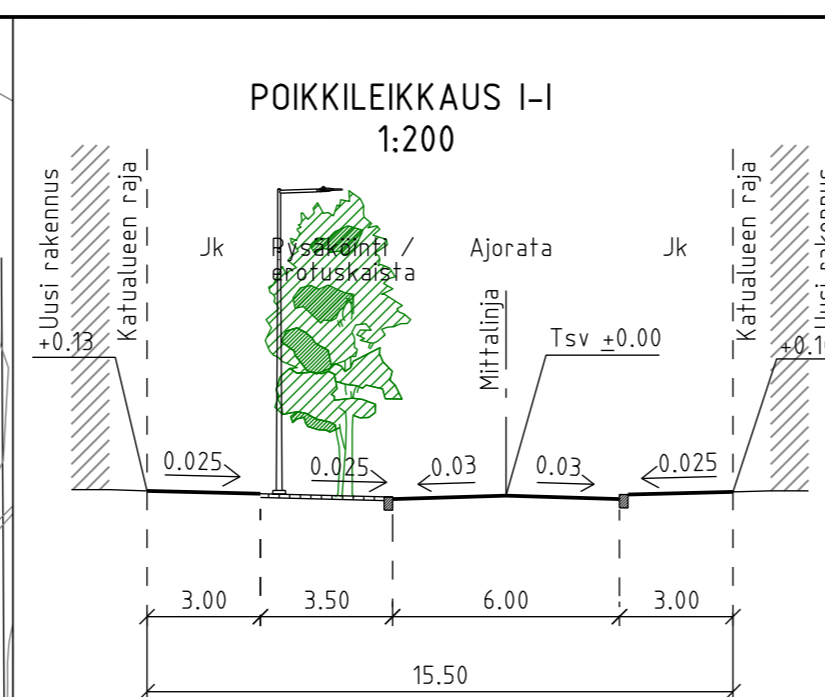 POIKKILEIKKAUS I-I
1:200
Uusi rakennus
Katualueen raja
Jk
Pysäköinti /
erotuskaista
Ajorata
Jk
Katualueen raja
Uusi rakennus
Mittalinja
+0.13
Tsv ±0.00
0.025
0.025
0.03
0.03
0.025
3.00
3.50
6.00
3.00
15.50